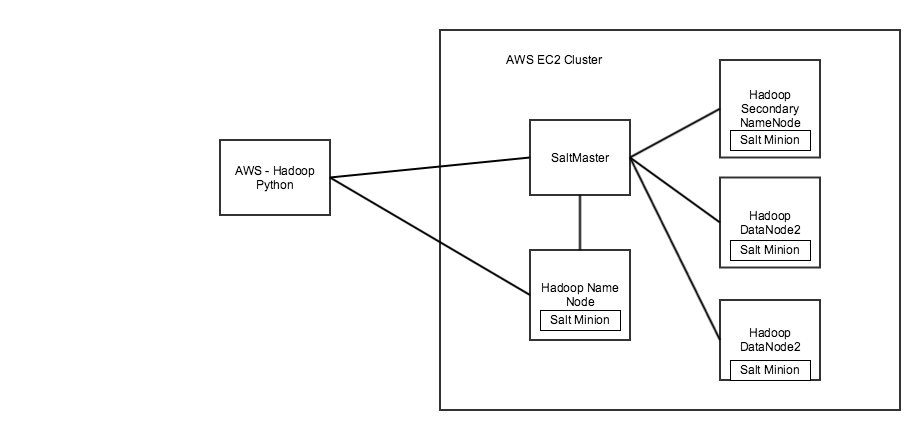 AWS EC2 Cluster
Hadoop
Secondary
NameNode
Salt Minion
SaltMaster
AWS - Hadoop
Python
Hadoop
DataNode2
Salt Minion
Hadoop Name
Node
Salt Minion
Hadoop
DataNode2
Salt Minion